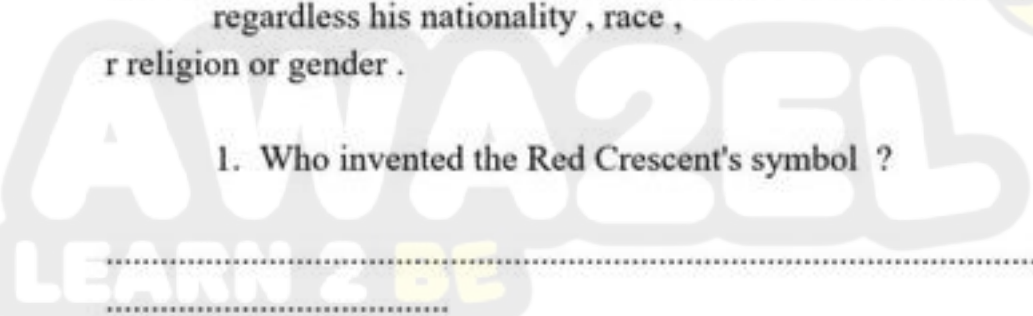 regardless his nationality , race ,
r religion or gender .
AWA2EL
1. Who invented the Red Crescent's symbol ?
LEARN 2 BE